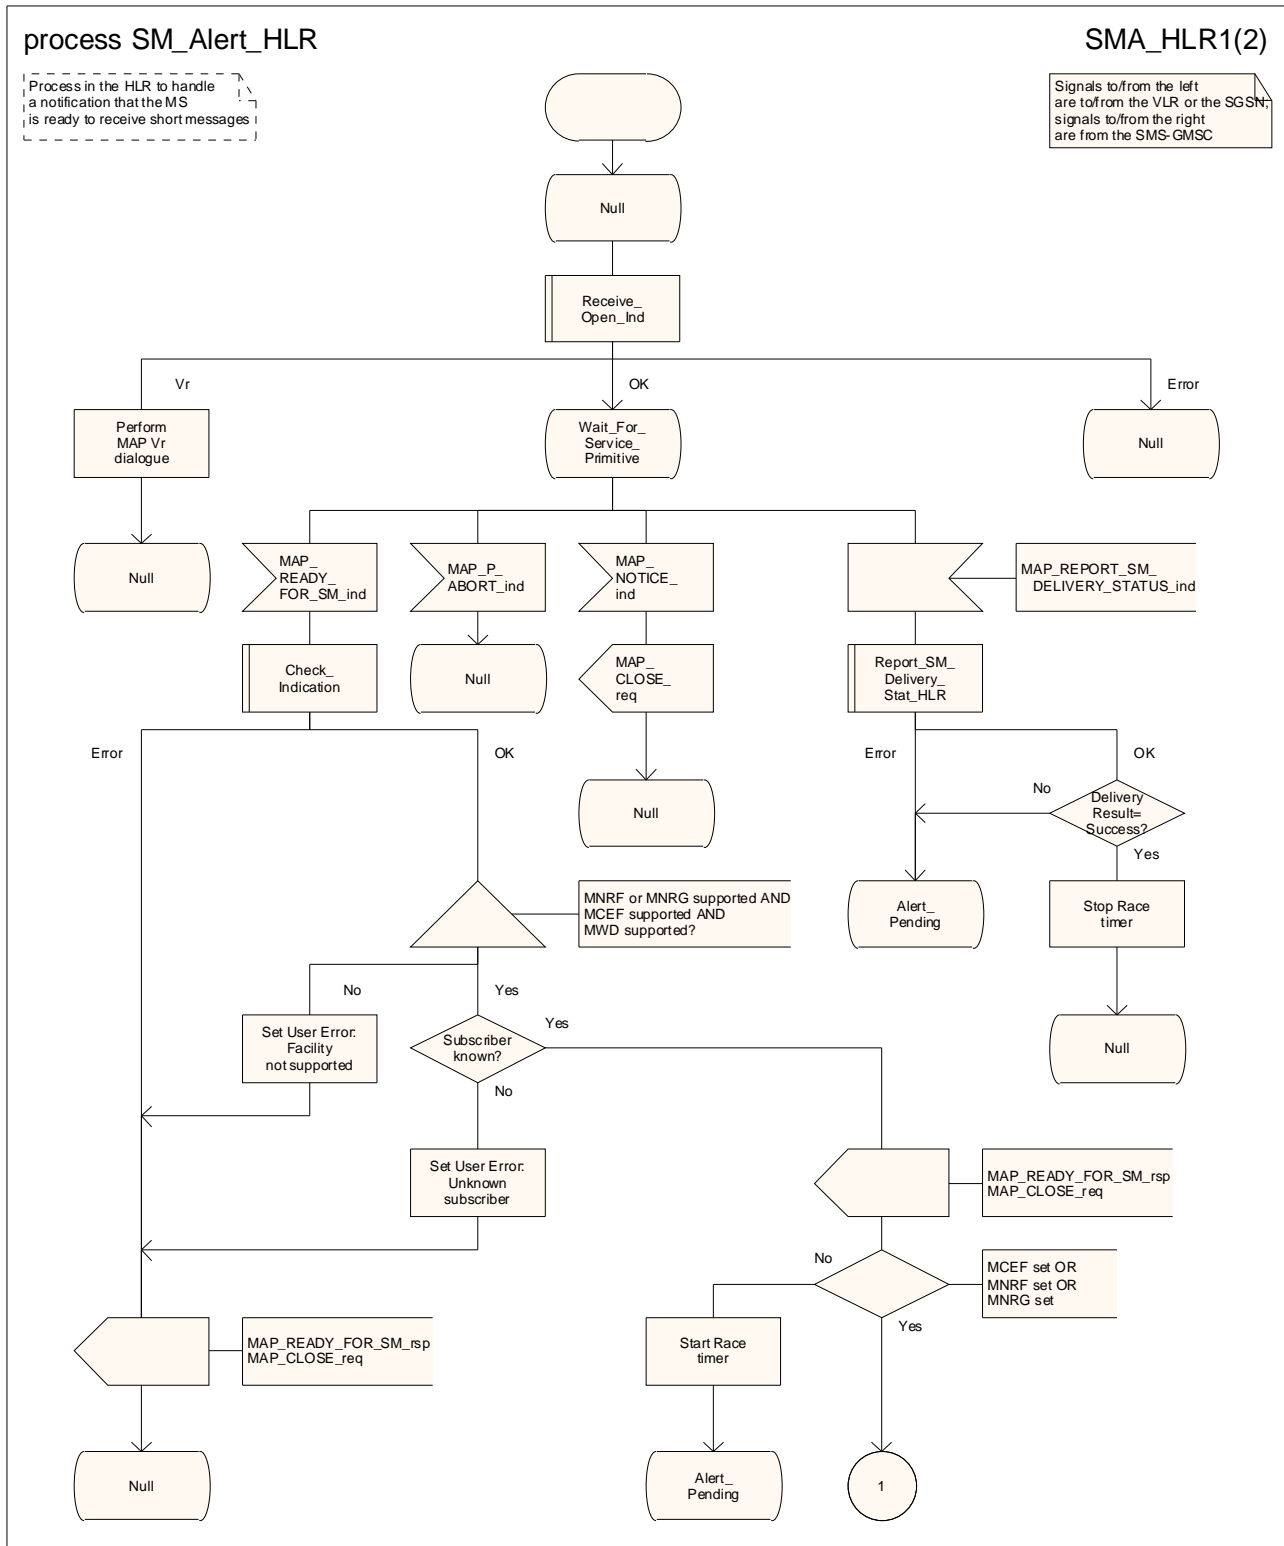 process SM_Alert_HLR
SMA_HLR1(2)
Process in the HLR to handle
a notification that the MS
is ready to receive short messages
Signals to/from the left
are to/from the VLR or the SGSN;
signals to/from the right
are from the SMS-GMSC
Null
Receive_
Open_Ind
Vr
OK
Error
Perform
MAP Vr
dialogue
Wait_For_
Service_
Primitive
Null
Null
MAP_
READY_
FOR_SM_ind
MAP_P_
ABORT_ind
MAP_
NOTICE_
ind
MAP_REPORT_SM_
DELIVERY_STATUS_ind
Check_
Indication
Null
MAP_
CLOSE_
req
Report_SM_
Delivery_
Stat_HLR
Error
OK
Error
OK
Null
No
Delivery
Result=
Success?
Yes
MNRF or MNRG supported AND
MCEF supported AND
MWD supported?
Alert_
Pending
Stop Race
timer
No
Yes
Set User Error:
Facility
not supported
Subscriber
known?
Yes
No
Null
Set User Error:
Unknown
subscriber
MAP_READY_FOR_SM_rsp
MAP_CLOSE_req
No
MCEF set OR
MNRF set OR
MNRG set
Yes
MAP_READY_FOR_SM_rsp
MAP_CLOSE_req
Start Race
timer
Null
Alert_
Pending
1